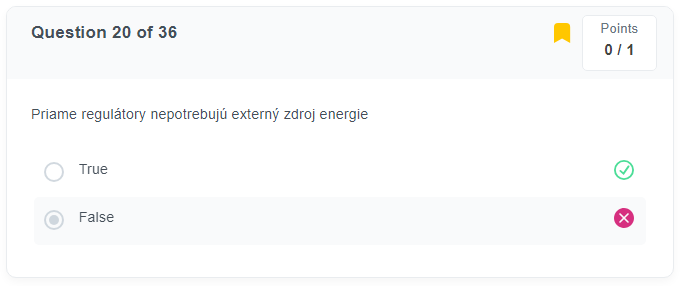 Question 20 of 36
Points
0 / 1
Priame regulátory nepotrebujú externý zdroj energie
True
False